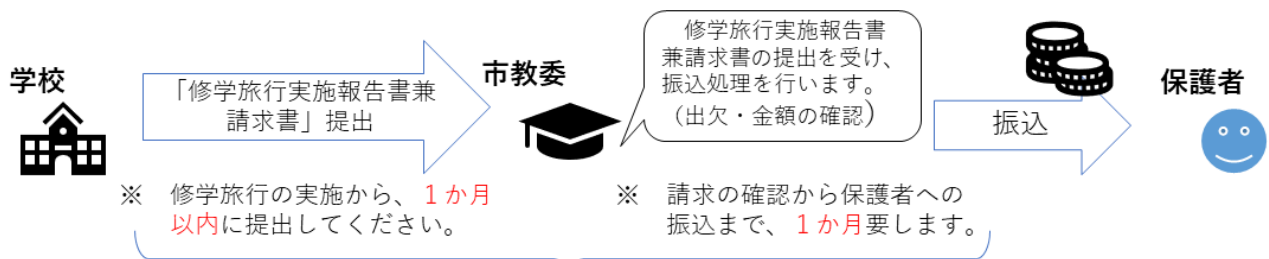 学校
「修学旅行実施報告書兼
請求書」提出
市教委
修学旅行実施報告書
兼請求書の提出を受け、
振込処理を行います。
（出欠・金額の確認）
振込
保護者
※　修学旅行の実施から、１か月
以内に提出してください。
※　請求の確認から保護者への
振込まで、１か月要します。